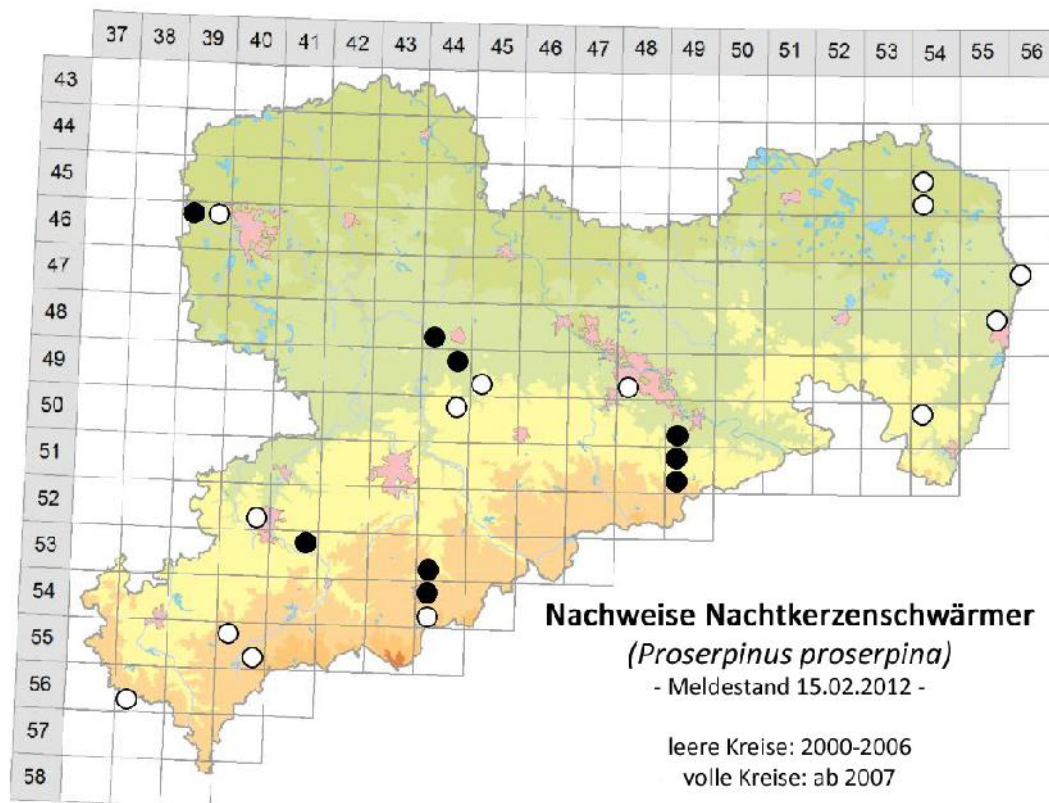 37 38 39 40 41 42 43 44 45 46 47 48 49 50 51 52 53 54 55 56
43
44
45
46
47
48
49
50
51
52
53
54
55
56
57
58
Nachweise Nachtkerzenschwärmer
(Proserpinus proserpina)
- Meldestand 15.02.2012 -
leere Kreise: 2000-2006
volle Kreise: ab 2007